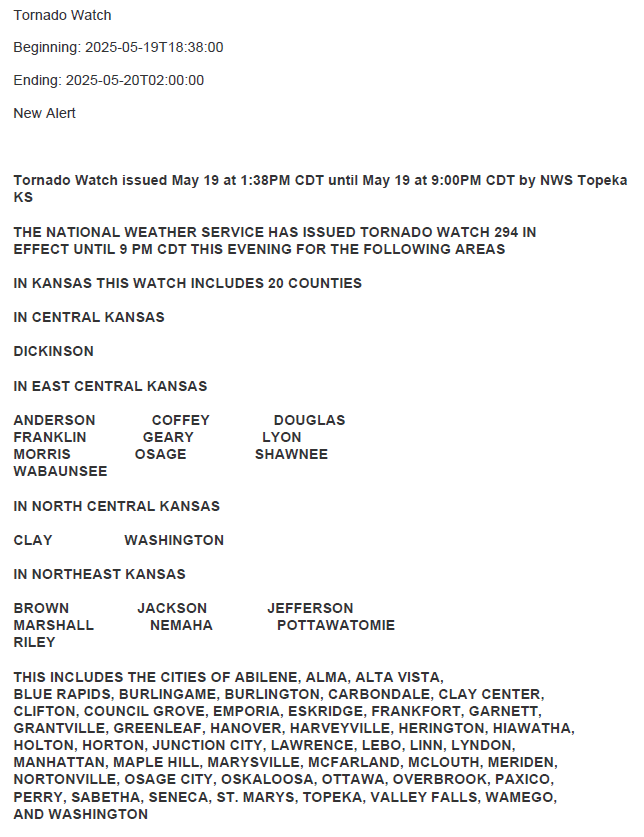 Tornado Watch
Beginning: 2025-05-19T18:38:00
Ending: 2025-05-20T02:00:00
New Alert
Tornado Watch issued May 19 at 1:38PM CDT until May 19 at 9:00PM CDT by NWS Topeka
KS
THE NATIONAL WEATHER SERVICE HAS ISSUED TORNADO WATCH 294 IN
EFFECT UNTIL 9 PM CDT THIS EVENING FOR THE FOLLOWING AREAS
IN KANSAS THIS WATCH INCLUDES 20 COUNTIES
IN CENTRAL KANSAS
DICKINSON
IN EAST CENTRAL KANSAS
ANDERSON COFFEY DOUGLAS
FRANKLIN GEARY LYON
MORRIS OSAGE SHAWNEE
WABAUNSEE
IN NORTH CENTRAL KANSAS
CLAY WASHINGTON
IN NORTHEAST KANSAS
BROWN JACKSON JEFFERSON
MARSHALL NEMAHA POTTAWATOMIE
RILEY
THIS INCLUDES THE CITIES OF ABILENE, ALMA, ALTA VISTA,
BLUE RAPIDS, BURLINGAME, BURLINGTON, CARBONDALE, CLAY CENTER,
CLIFTON, COUNCIL GROVE, EMPORIA, ESKRIDGE, FRANKFORT, GARNETT,
GRANTVILLE, GREENLEAF, HANOVER, HARVEYVILLE, HERINGTON, HIAWATHA,
HOLTON, HORTON, JUNCTION CITY, LAWRENCE, LEBO, LINN, LYNDON,
MANHATTAN, MAPLE HILL, MARYSVILLE, MCFARLAND, MCLOUTH, MERIDEN,
NORTONVILLE, OSAGE CITY, OSKALOOSA, OTTAWA, OVERBROOK, PAXICO,
PERRY, SABETHA, SENECA, ST. MARYS, TOPEKA, VALLEY FALLS, WAMEGO,
AND WASHINGTON